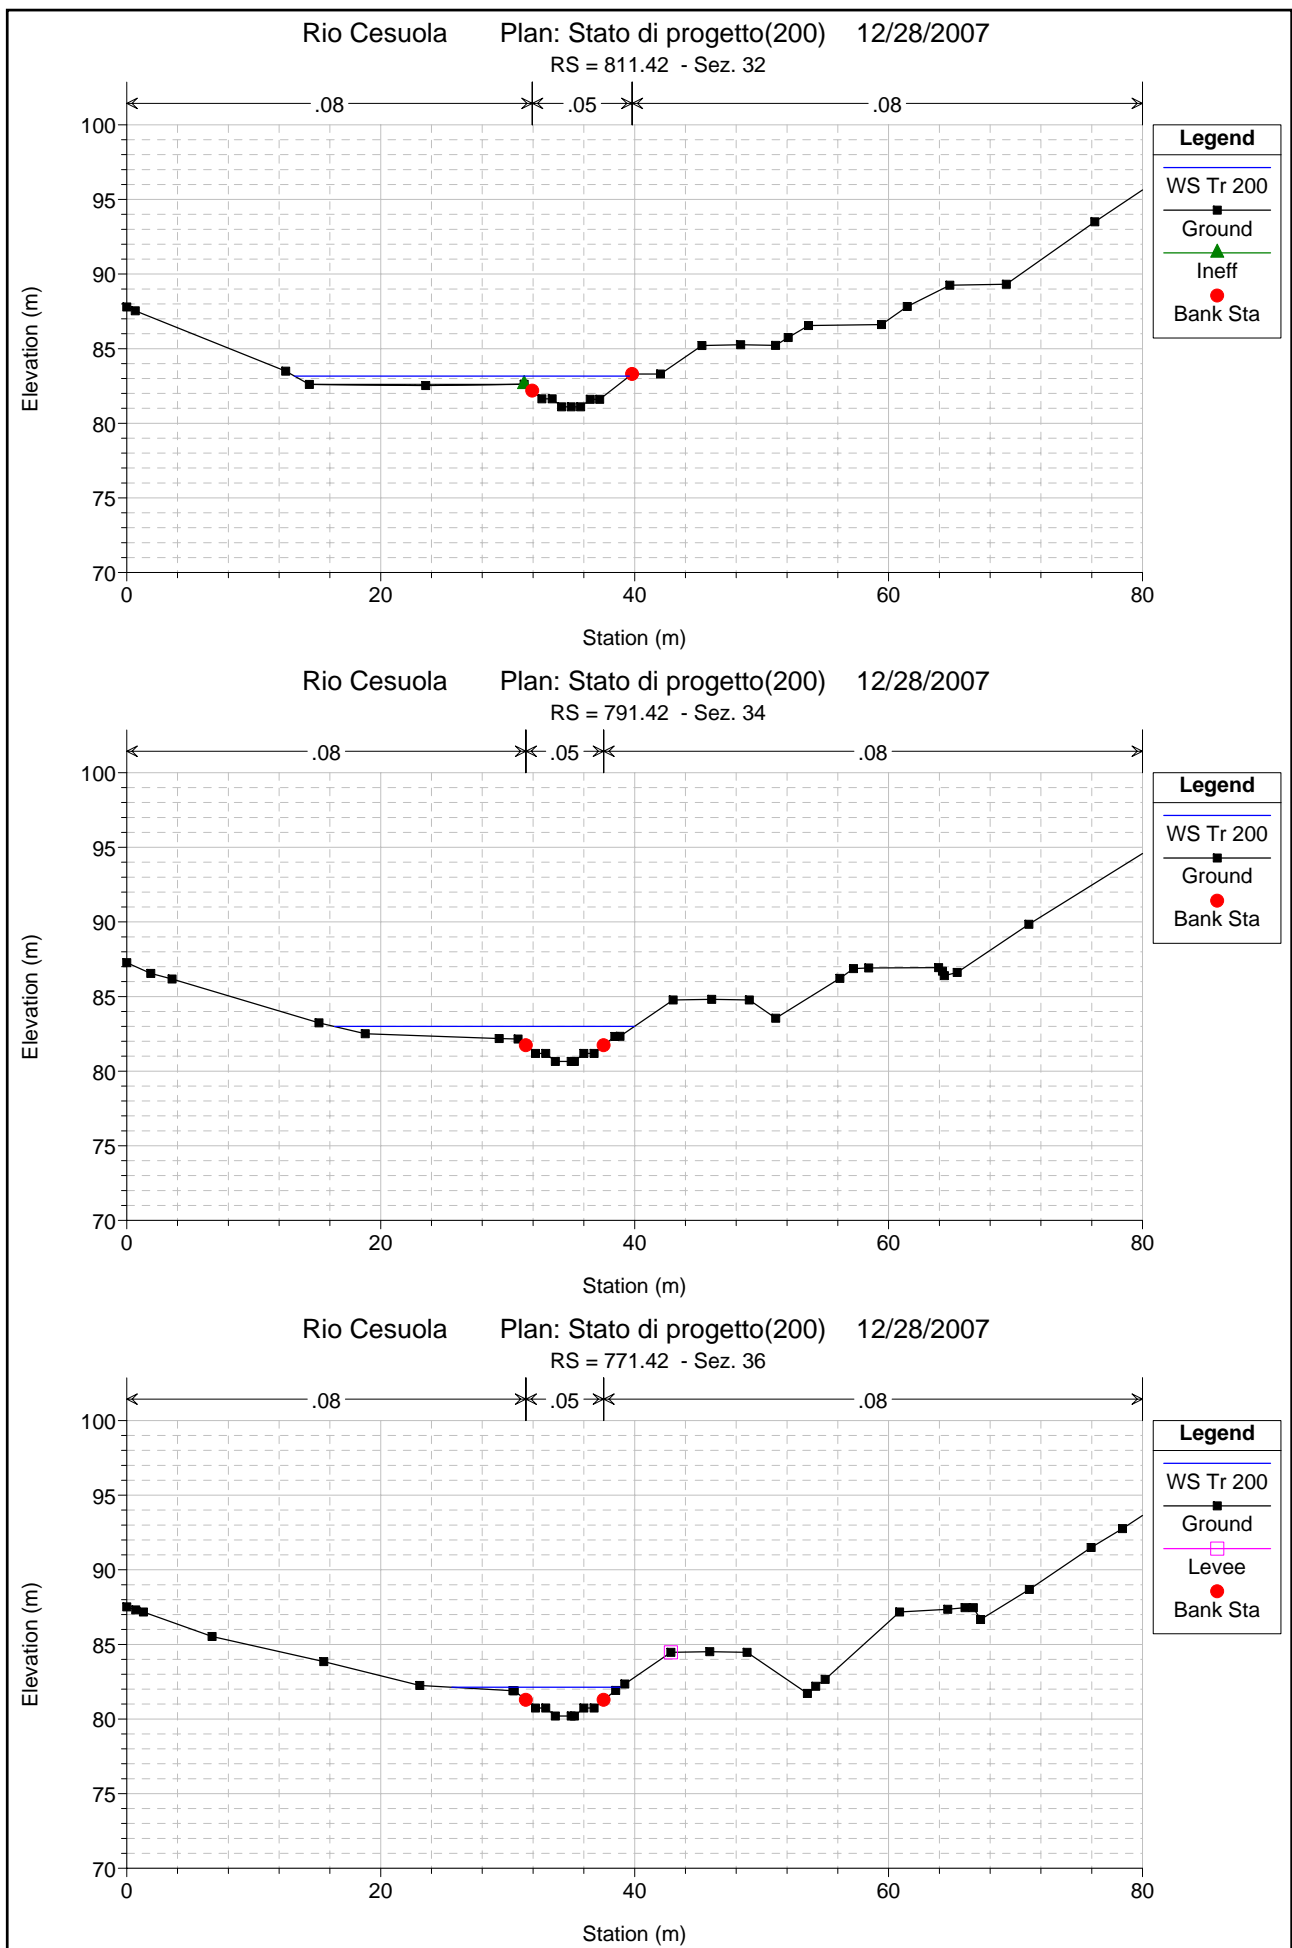 Rio Cesuola Plan: Stato di progetto(200) 12/28/2007
RS = 811.42 - Sez. 32
.08 .05 .08
100
95
90
85
80
75
70
0 20 40 60 80
Station (m)
Elevation (m)
Legend
WS Tr 200
Ground
Ineff
Bank Sta
Rio Cesuola Plan: Stato di progetto(200) 12/28/2007
RS = 791.42 - Sez. 34
.08 .05 .08
100
95
90
85
80
75
70
0 20 40 60 80
Station (m)
Elevation (m)
Legend
WS Tr 200
Ground
Bank Sta
Rio Cesuola Plan: Stato di progetto(200) 12/28/2007
RS = 771.42 - Sez. 36
.08 .05 .08
100
95
90
85
80
75
70
0 20 40 60 80
Station (m)
Elevation (m)
Legend
WS Tr 200
Ground
Levee
Bank Sta